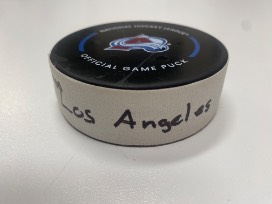 NATIONAL HOCKEY LEAGUE
OFFICIAL GAME PUCK
Los Angeles